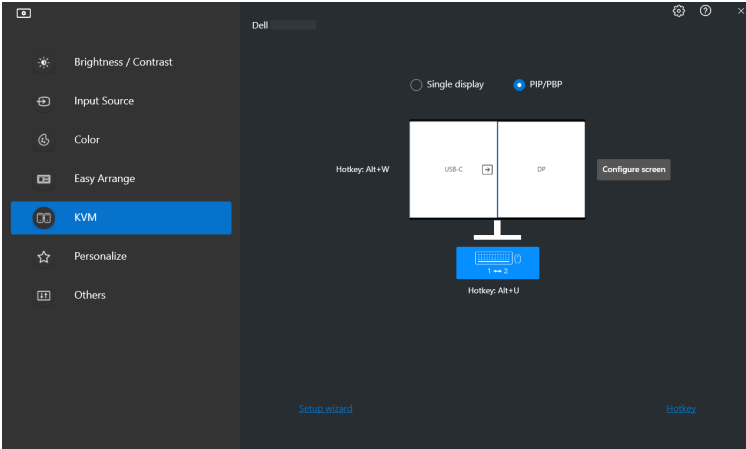 Dell
Brightness / Contrast
Input Source
Color
Easy Arrange
KVM
Personalize
Others
Single display
PIP/PBP
Hotkey: Alt+W
USB-C
DP
Configure screen
1 ↔ 2
Hotkey: Alt+U
Setup wizard
Hotkey